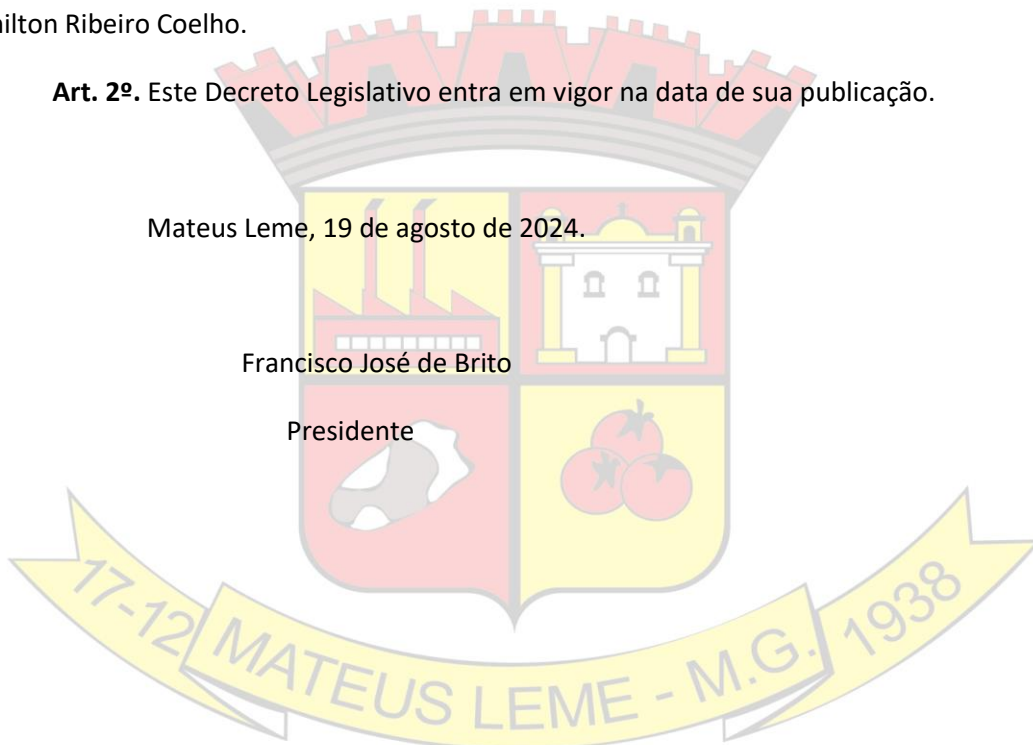 Ribeiro Coelho.
Art. 2º. Este Decreto Legislativo entra em vigor na data de sua publicação.
Mateus Leme, 19 de agosto de 2024.
Francisco José de Brito
Presidente
17-12 MATEUS LEME - M.G. 1938